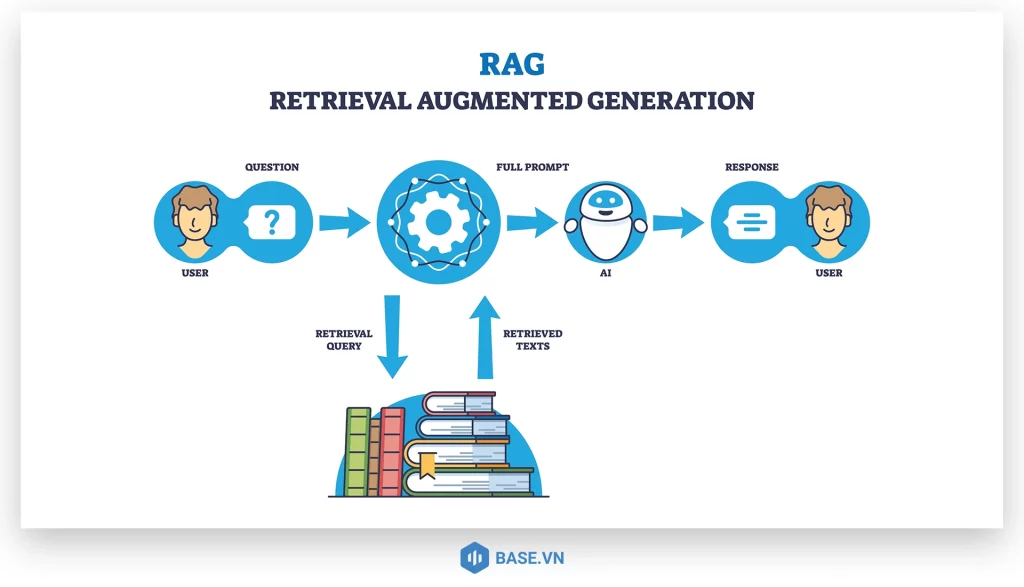 RAG
RETRIEVAL AUGMENTED GENERATION
QUESTION
FULL PROMPT
RESPONSE
USER
AI
USER
RETRIEVAL
QUERY
RETRIEVED
TEXTS
BASE.VN